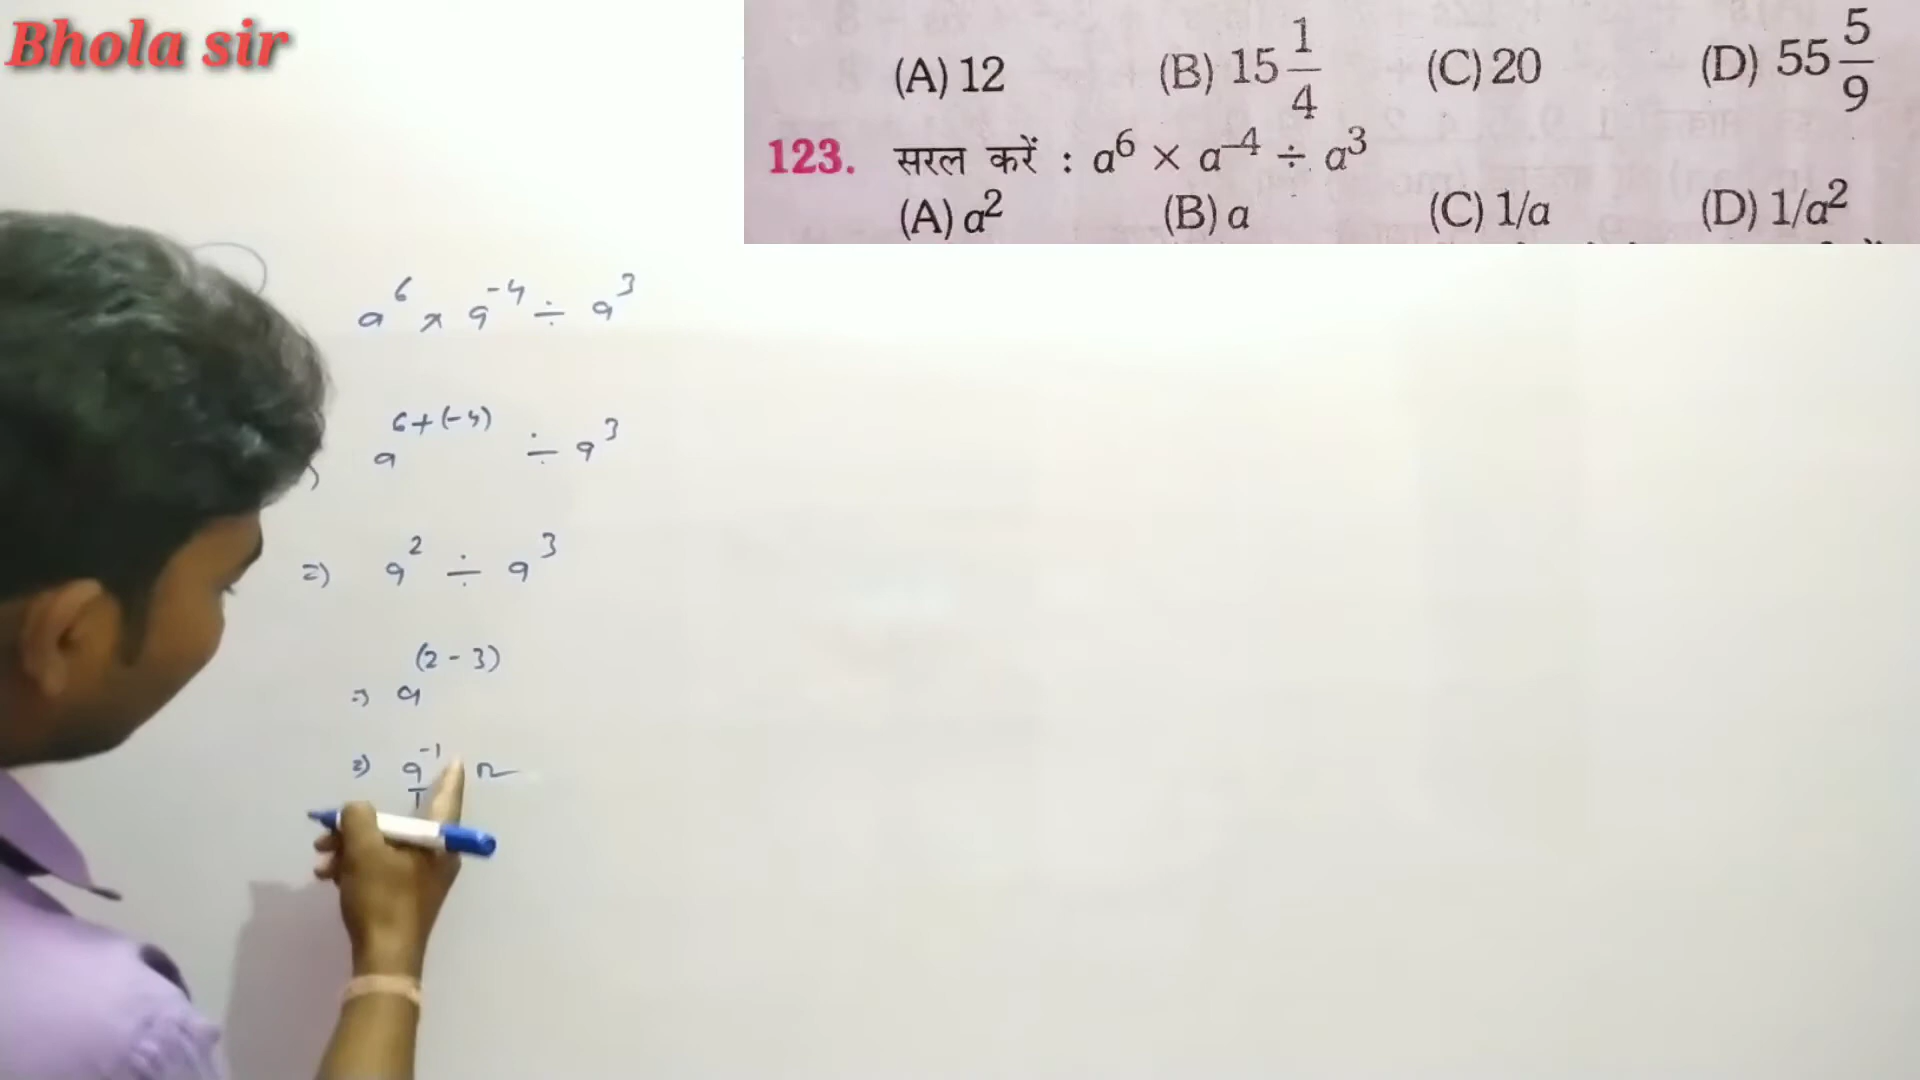 Bhola sir
(A) 12 (B) 15 1/4 (C) 20 (D) 55 5/9
123. सरल करें : a⁶ × a⁻⁴ ÷ a³
(A) a² (B) a (C) 1/a (D) 1/a²
a⁶ × a⁻⁴ ÷ a³
a⁶⁺⁽⁻⁴⁾ ÷ a³
=) a² ÷ a³
=) a⁽²⁻³⁾
=) a⁻¹
1